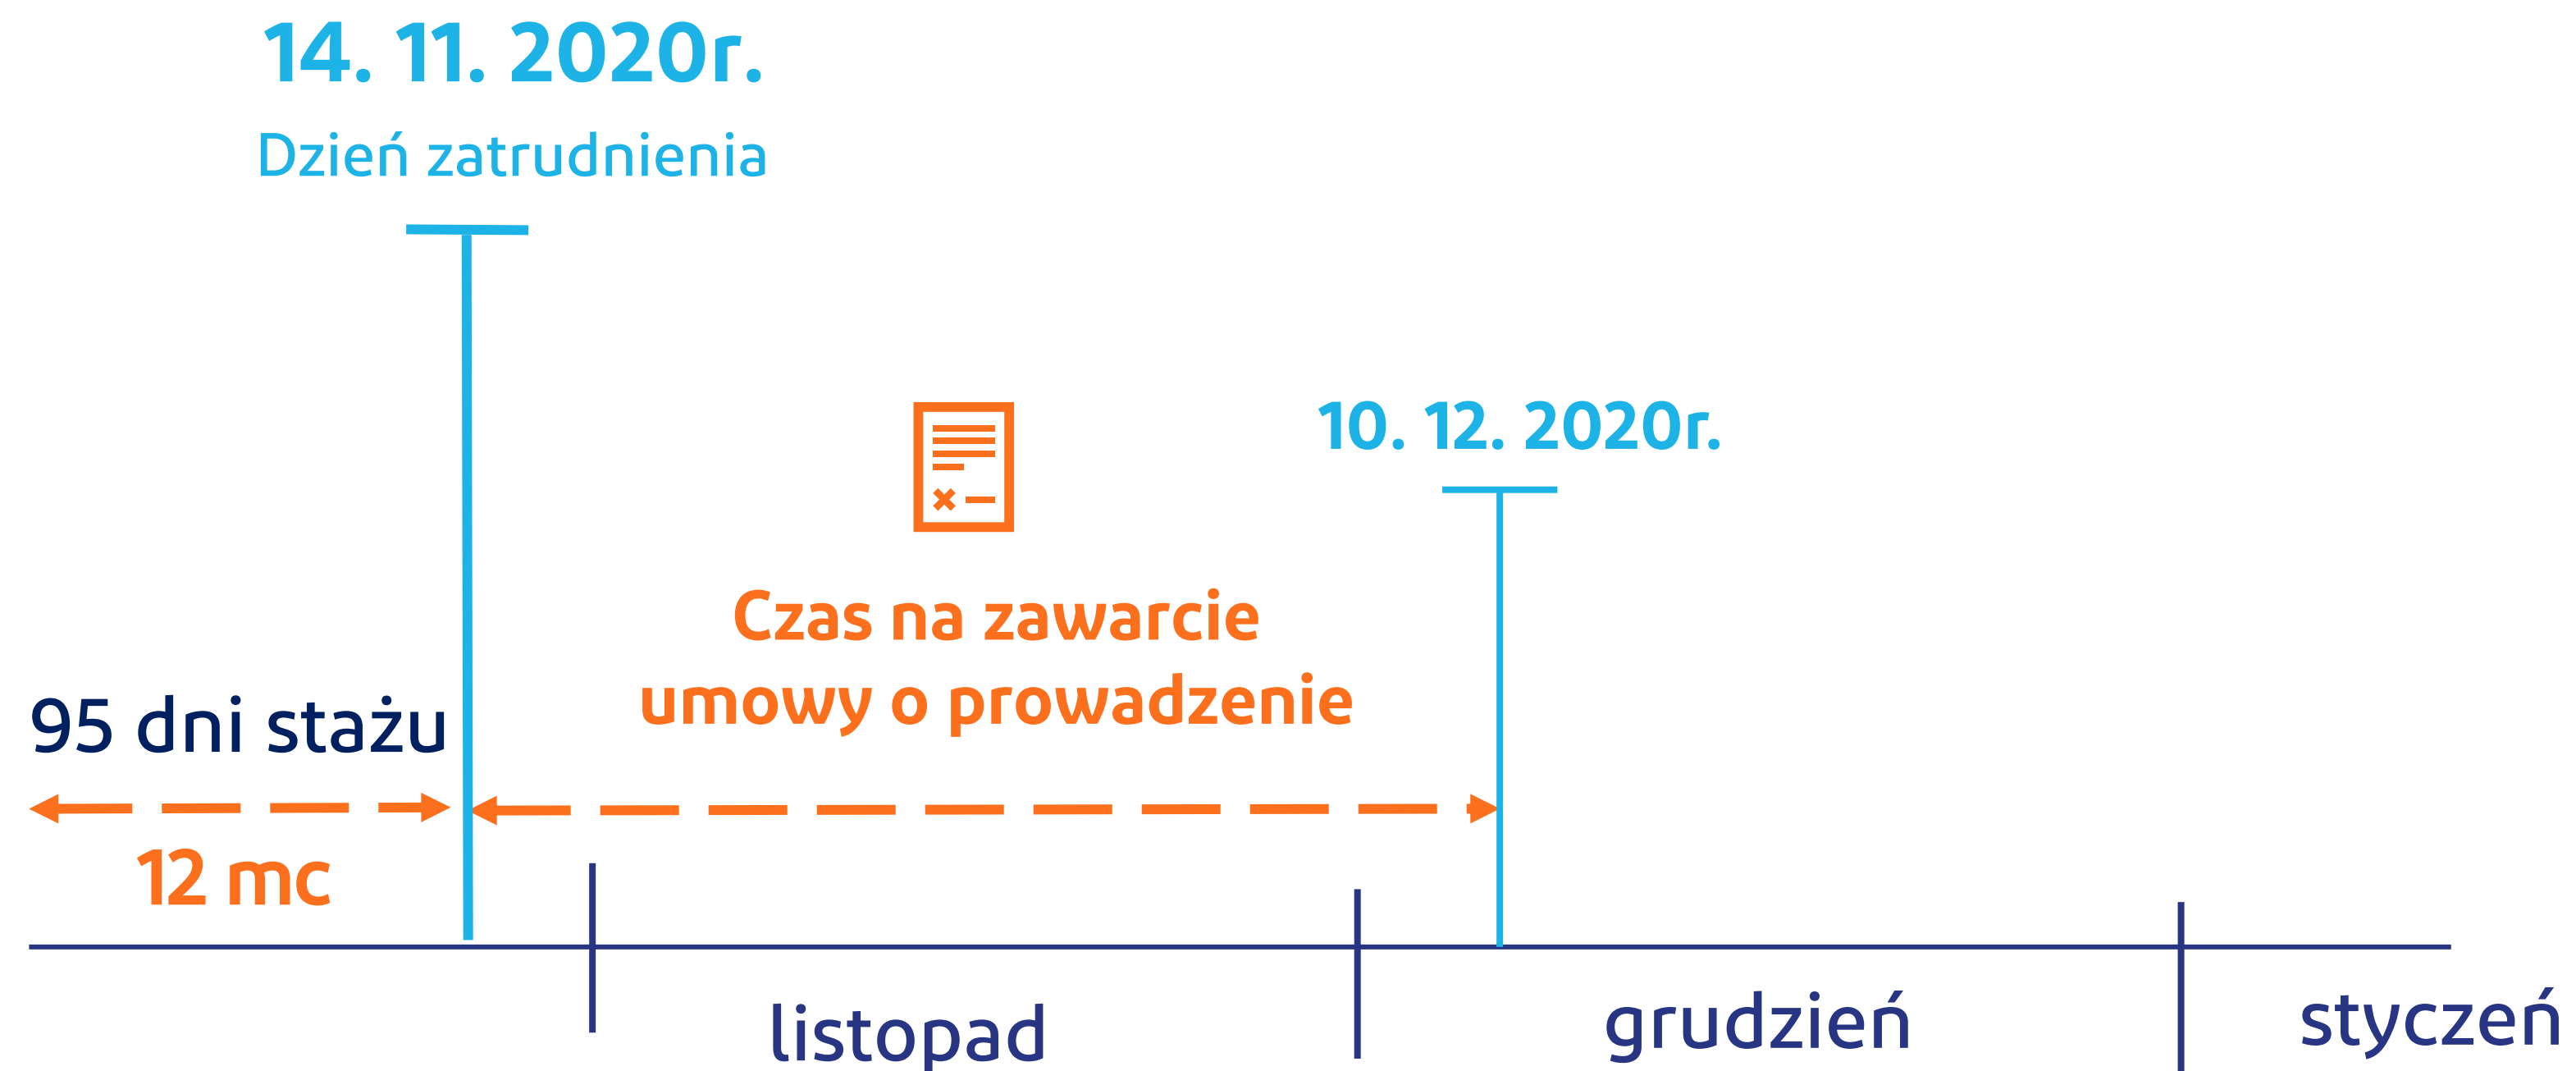 14. 11. 2020r.
Dzień zatrudnienia
10. 12. 2020r.
Czas na zawarcie
umowy o prowadzenie
95 dni stażu
12 mc
listopad
grudzień
styczeń